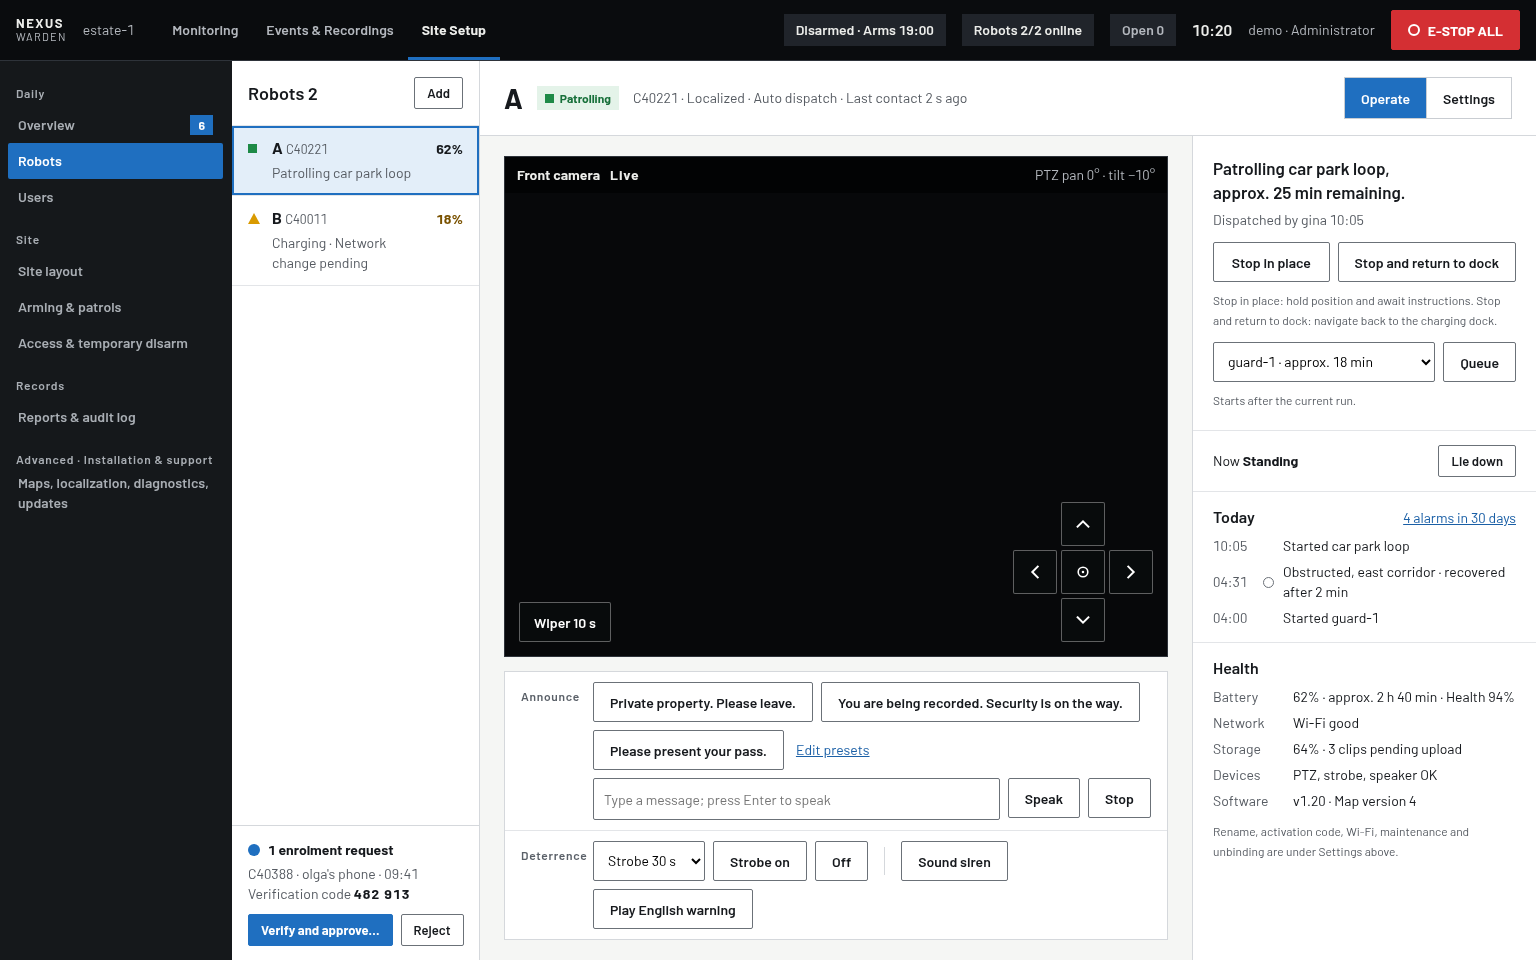 NEXUS
WARDEN
estate-1
Monitoring
Events & Recordings
Site Setup
Disarmed · Arms 19:00
Robots 2/2 online
Open 0
10:20
demo · Administrator
E-STOP ALL
Daily
Overview
6
Robots
Users
Site
Site layout
Arming & patrols
Access & temporary disarm
Records
Reports & audit log
Advanced · Installation & support
Maps, localization, diagnostics,
updates
Robots 2
Add
A C40221
62%
Patrolling car park loop
B C40011
18%
Charging · Network
change pending
1 enrolment request
C40388 · olga's phone · 09:41
Verification code 482 913
Verify and approve...
Reject
A
Patrolling
C40221 · Localized · Auto dispatch · Last contact 2 s ago
Operate
Settings
Front camera Live
PTZ pan 0° · tilt −10°
Wiper 10 s
Announce
Private property. Please leave.
You are being recorded. Security is on the way.
Please present your pass.
Edit presets
Type a message; press Enter to speak
Speak
Stop
Deterrence
Strobe 30 s
Strobe on
Off
Sound siren
Play English warning
Patrolling car park loop,
approx. 25 min remaining.
Dispatched by gina 10:05
Stop in place
Stop and return to dock
Stop in place: hold position and await instructions. Stop
and return to dock: navigate back to the charging dock.
guard-1 · approx. 18 min
Queue
Starts after the current run.
Now Standing
Lie down
Today
4 alarms in 30 days
10:05 Started car park loop
04:31 Obstructed, east corridor · recovered
after 2 min
04:00 Started guard-1
Health
Battery 62% · approx. 2 h 40 min · Health 94%
Network Wi-Fi good
Storage 64% · 3 clips pending upload
Devices PTZ, strobe, speaker OK
Software v1.20 · Map version 4
Rename, activation code, Wi-Fi, maintenance and
unbinding are under Settings above.